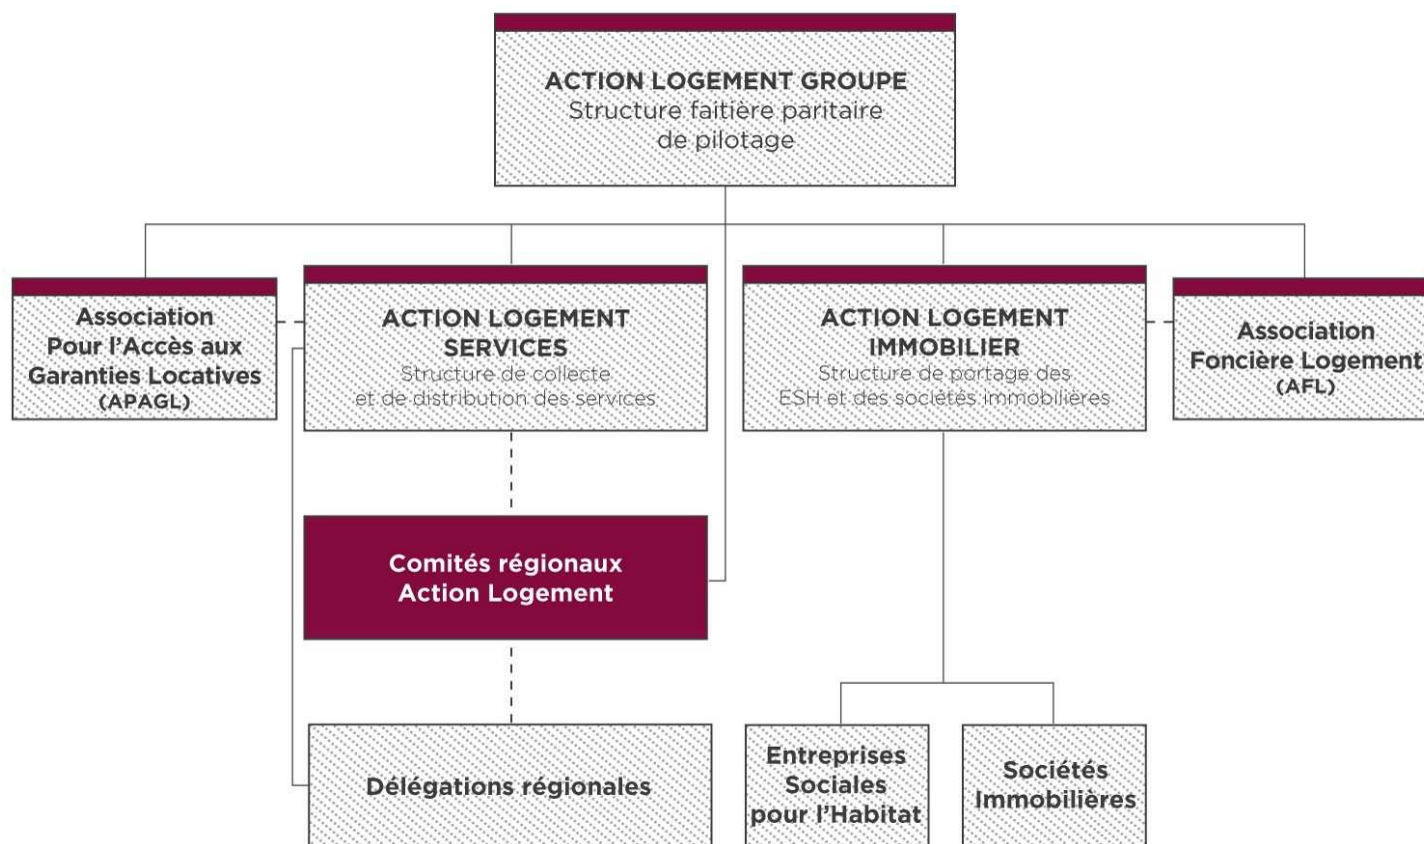 ACTION LOGEMENT GROUPE
Structure faitière paritaire
de pilotage
Association
Pour l'Accès aux
Garanties Locatives
(APAGL)
ACTION LOGEMENT
SERVICES
Structure de collecte
et de distribution des services
ACTION LOGEMENT
IMMOBILIER
Structure de portage des
ESH et des sociétés immobilières
Association
Foncière Logement
(AFL)
Comités régionaux
Action Logement
Délégations régionales
Entreprises
Sociales
pour l'Habitat
Sociétés
Immobilières